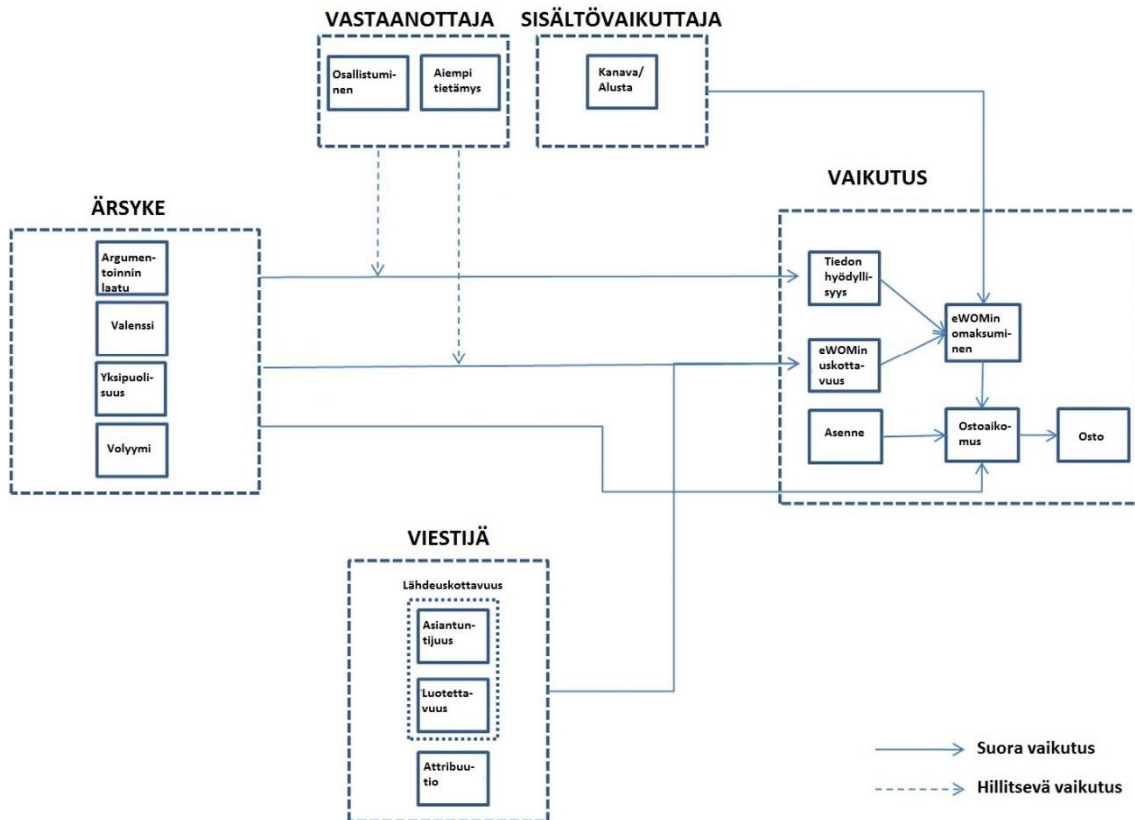 VASTAANOTTAJA
Osallistumi-
nen
Aiempi
tietämys
SISÄLTÖVAIKUTTAJA
Kanava/
Alusta
ÄRSYKE
Argumen-
toinnin
laatu
Valenssi
Yksipuoli-
suus
Volyymi
VAIKUTUS
Tiedon
hyödylli-
syys
eWOMin
omaksumi-
nen
eWOMin
uskotta-
vuus
Asenne
Ostoaiko-
mus
Osto
VIESTIJÄ
Lähdeuskottavuus
Asiantun-
tijuus
Luotetta-
vuus
Attribuu-
tio
Suora vaikutus
Hillitsevä vaikutus